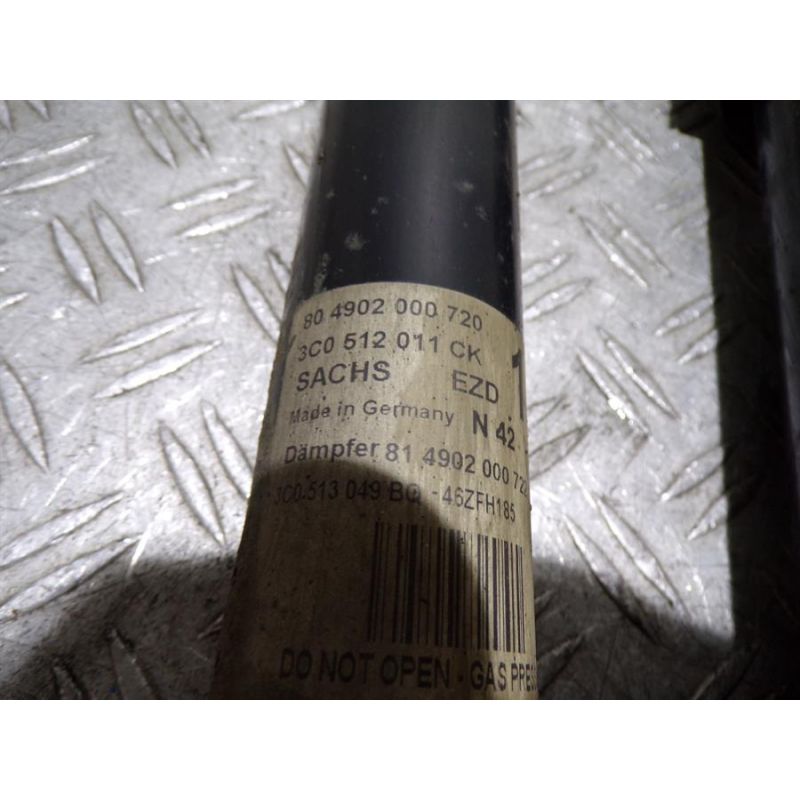 80 4902 000 720
3C0 512 011 CK
SACHS EZD
Made in Germany N 42
Dämpfer 81 4902 000
3C0 513 049 BQ -46ZFH185
DO NOT OPEN - GAS